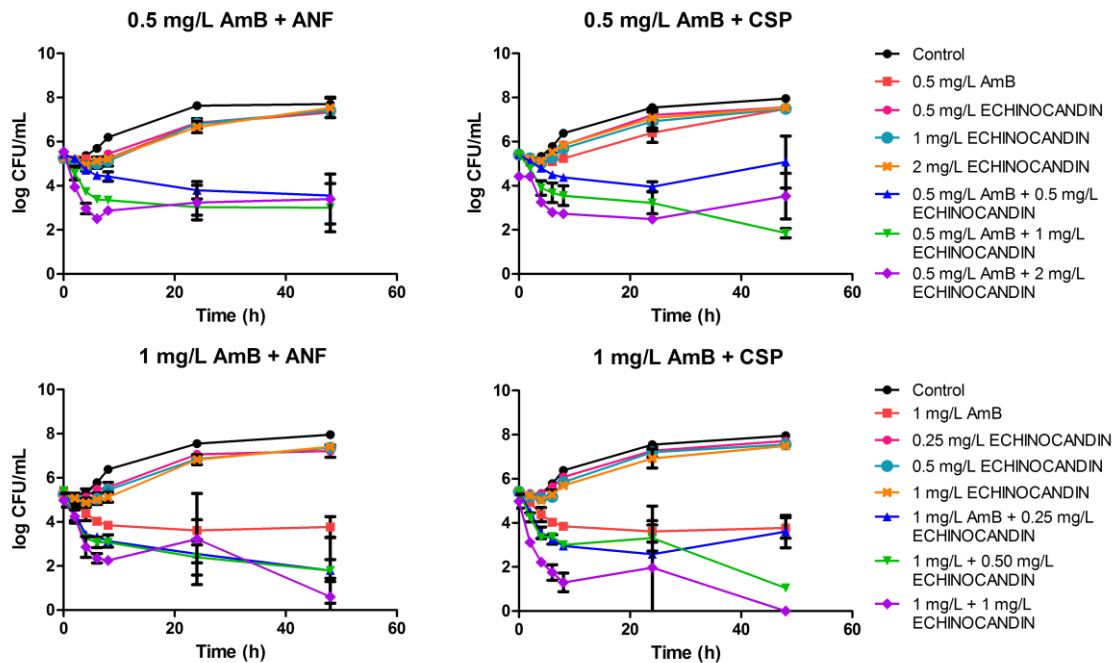 0.5 mg/L AmB + ANF
10
8
6
4
2
0
log CFU/mL
0
20
40
60
Time (h)
0.5 mg/L AmB + CSP
10
8
6
4
2
0
log CFU/mL
0
20
40
60
Time (h)
Control
0.5 mg/L AmB
0.5 mg/L ECHINOCANDIN
1 mg/L ECHINOCANDIN
2 mg/L ECHINOCANDIN
0.5 mg/L AmB + 0.5 mg/L
ECHINOCANDIN
0.5 mg/L AmB + 1 mg/L
ECHINOCANDIN
0.5 mg/L AmB + 2 mg/L
ECHINOCANDIN
1 mg/L AmB + ANF
10
8
6
4
2
0
log CFU/mL
0
20
40
60
Time (h)
1 mg/L AmB + CSP
10
8
6
4
2
0
log CFU/mL
0
20
40
60
Time (h)
Control
1 mg/L AmB
0.25 mg/L ECHINOCANDIN
0.5 mg/L ECHINOCANDIN
1 mg/L ECHINOCANDIN
1 mg/L AmB + 0.25 mg/L
ECHINOCANDIN
1 mg/L + 0.50 mg/L
ECHINOCANDIN
1 mg/L + 1 mg/L
ECHINOCANDIN